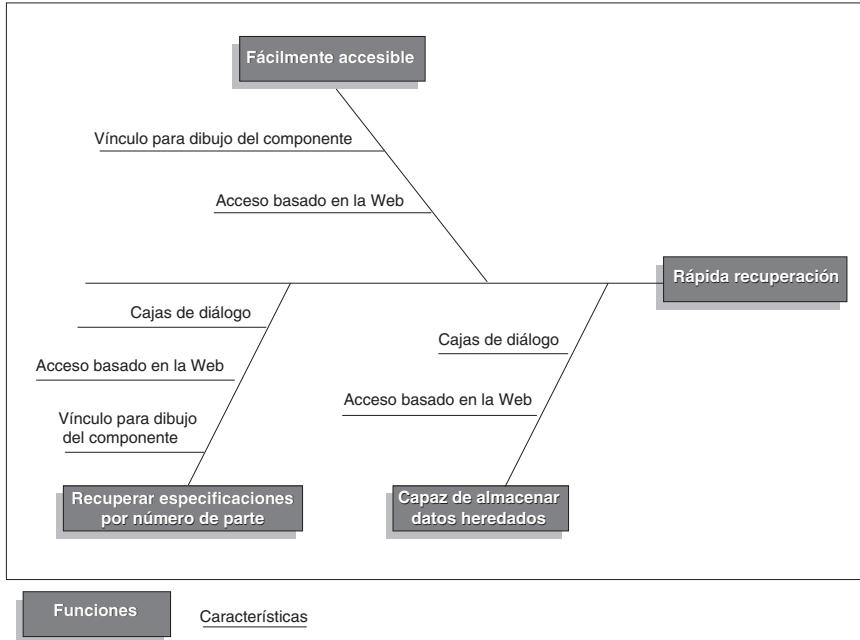 Fácilmente accesible
Vínculo para dibujo del componente
Acceso basado en la Web
Rápida recuperación
Cajas de diálogo
Acceso basado en la Web
Vínculo para dibujo
del componente
Cajas de diálogo
Acceso basado en la Web
Recuperar especificaciones
por número de parte
Capaz de almacenar
datos heredados
Funciones
Características